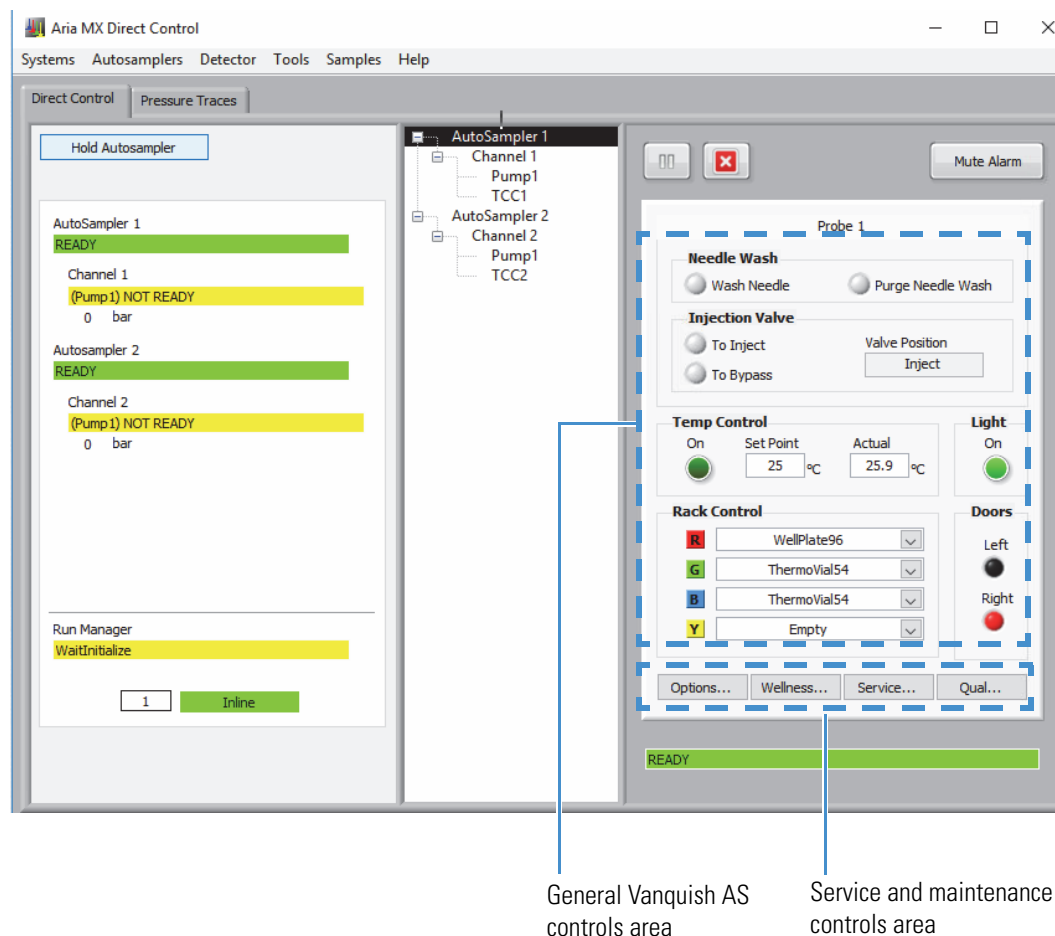 Aria MX Direct Control
Systems Autosamplers Detector Tools Samples Help
Direct Control Pressure Traces
Hold Autosampler
AutoSampler 1
READY
Channel 1
(Pump1) NOT READY
0 bar
Autosampler 2
READY
Channel 2
(Pump1) NOT READY
0 bar
Run Manager
WaitInitialize
1 Inline
AutoSampler 1
Channel 1
Pump1
TCC1
AutoSampler 2
Channel 2
Pump1
TCC2
Mute Alarm
Probe 1
Needle Wash
Wash Needle Purge Needle Wash
Injection Valve
To Inject Valve Position
Inject
To Bypass
Temp Control Light
On Set Point Actual On
25 °C 25.9 °C
Rack Control Doors
R WellPlate96 Left
G ThermoVial54
B ThermoVial54 Right
Y Empty
Options... Wellness... Service... Qual...
READY
General Vanquish AS
controls area
Service and maintenance
controls area